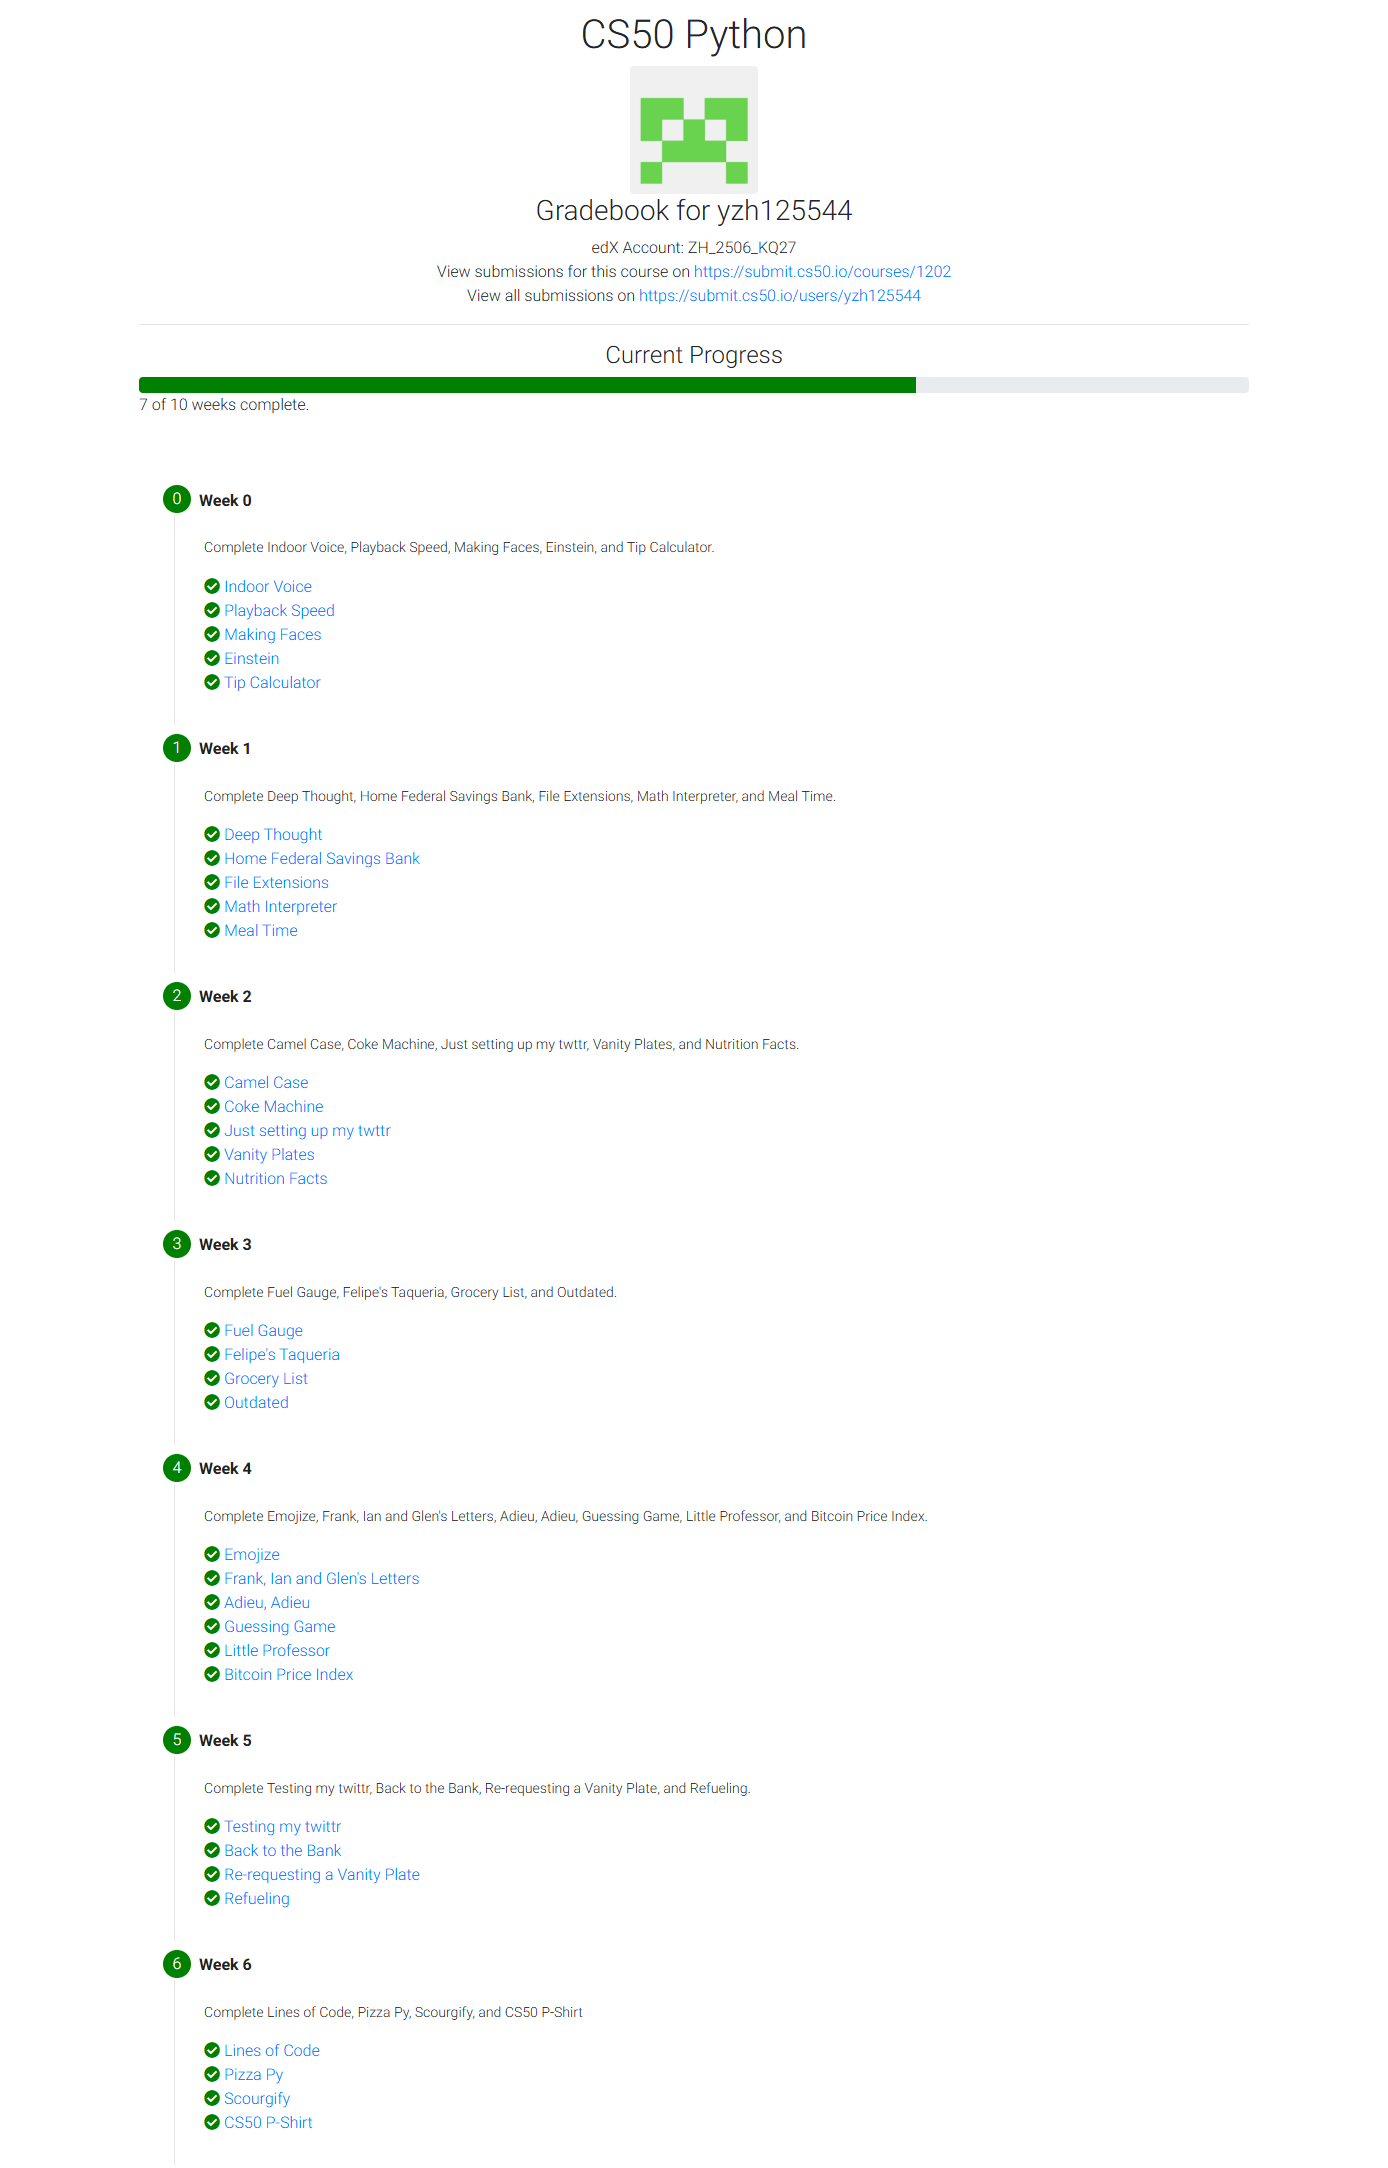 CS50 Python
Gradebook for yzh125544
edX Account: ZH_2506_KQ27
View submissions for this course on https://submit.cs50.io/courses/1202
View all submissions on https://submit.cs50.io/users/yzh125544
Current Progress
7 of 10 weeks complete.
0 Week 0
Complete Indoor Voice, Playback Speed, Making Faces, Einstein, and Tip Calculator.
Indoor Voice
Playback Speed
Making Faces
Einstein
Tip Calculator
1 Week 1
Complete Deep Thought, Home Federal Savings Bank, File Extensions, Math Interpreter, and Meal Time.
Deep Thought
Home Federal Savings Bank
File Extensions
Math Interpreter
Meal Time
2 Week 2
Complete Camel Case, Coke Machine, Just setting up my twttr, Vanity Plates, and Nutrition Facts.
Camel Case
Coke Machine
Just setting up my twttr
Vanity Plates
Nutrition Facts
3 Week 3
Complete Fuel Gauge, Felipe's Taqueria, Grocery List, and Outdated.
Fuel Gauge
Felipe's Taqueria
Grocery List
Outdated
4 Week 4
Complete Emojize, Frank, Ian and Glen's Letters, Adieu, Adieu, Guessing Game, Little Professor, and Bitcoin Price Index.
Emojize
Frank, Ian and Glen's Letters
Adieu, Adieu
Guessing Game
Little Professor
Bitcoin Price Index
5 Week 5
Complete Testing my twittr, Back to the Bank, Re-requesting a Vanity Plate, and Refueling.
Testing my twittr
Back to the Bank
Re-requesting a Vanity Plate
Refueling
6 Week 6
Complete Lines of Code, Pizza Py, Scourgify, and CS50 P-Shirt
Lines of Code
Pizza Py
Scourgify
CS50 P-Shirt